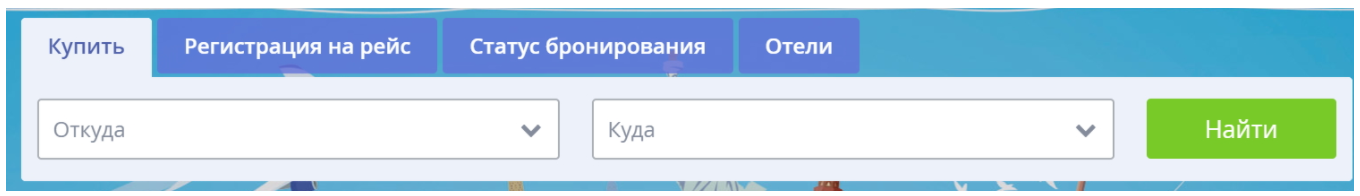 Купить Регистрация на рейс Статус бронирования Отели
Откуда Куда Найти